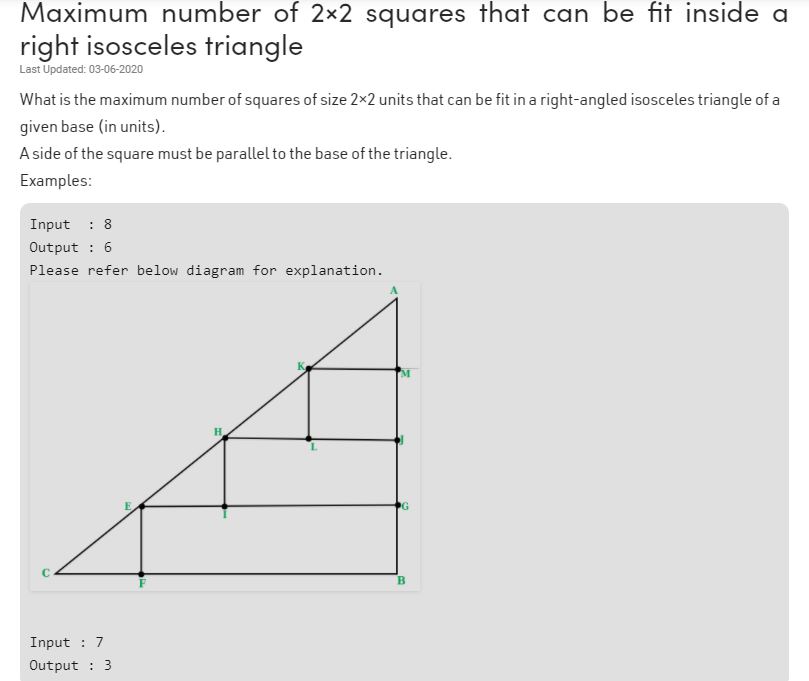 Maximum number of 2×2 squares that can be fit inside a
right isosceles triangle
Last Updated: 03-06-2020
What is the maximum number of squares of size 2×2 units that can be fit in a right-angled isosceles triangle of a
given base (in units).
A side of the square must be parallel to the base of the triangle.
Examples:
Input  : 8
Output : 6
Please refer below diagram for explanation.
A
K
M
H
J
L
E
G
I
C
F
B
Input : 7
Output : 3